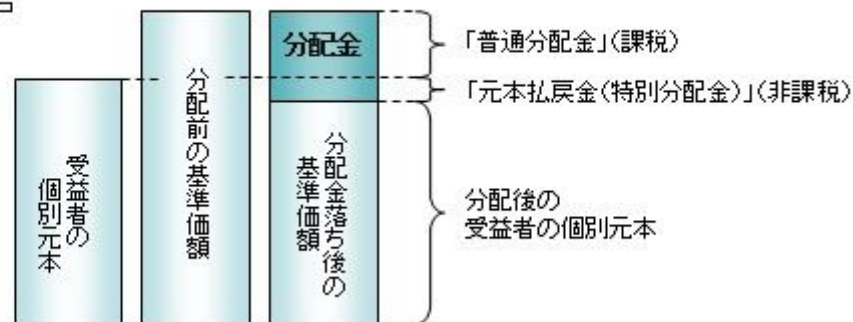 受益者の
個別元本
分配前の基準価額
分配金
分配金落ち後の
基準価額
「普通分配金」(課税)
「元本払戻金(特別分配金)」(非課税)
分配後の
受益者の個別元本